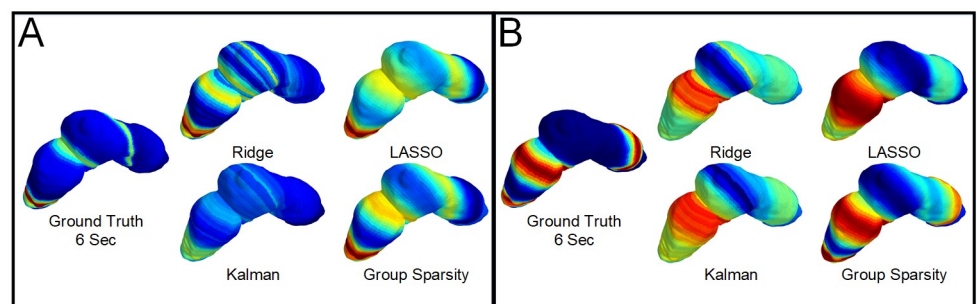 A
Ridge
LASSO
Ground Truth
6 Sec
Kalman
Group Sparsity
B
Ridge
LASSO
Ground Truth
6 Sec
Kalman
Group Sparsity